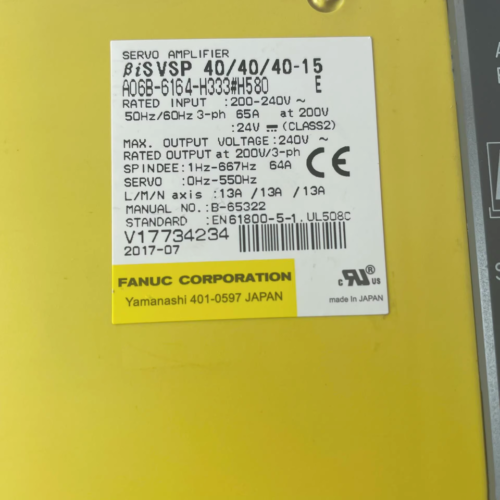 SERVO AMPLIFIER
βiSVSP 40/40/40-15
A06B-6164-H333#H580 E
RATED INPUT :200-240V ~
50Hz/60Hz 3-ph 65A at 200V
:24V ⎓ (CLASS2)
MAX. OUTPUT VOLTAGE:240V ~
RATED OUTPUT at 200V/3-ph
SPINDEE:1Hz-667Hz 64A
SERVO :0Hz-550Hz
L/M/N axis :13A /13A /13A
MANUAL NO.:B-65322
STANDARD :EN61800-5-1,UL508C
CE
V17734234
2017-07
FANUC CORPORATION
Yamanashi 401-0597 JAPAN
c RU ® us
made In JAPAN